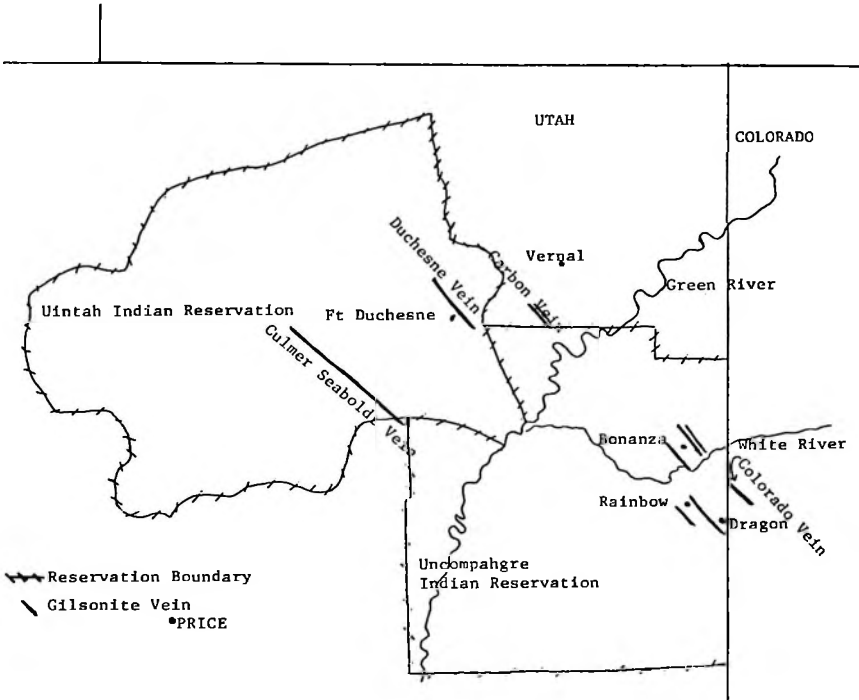 UTAH
COLORADO
Duchesne Vein
Carbon Vein
Vernal
Green River
Uintah Indian Reservation
Ft Duchesne
Culmer Seabold Vein
Bonanza
White River
Colorado Vein
Rainbow
Dragon
Uncompahgre
Indian Reservation
Reservation Boundary
Gilsonite Vein
PRICE